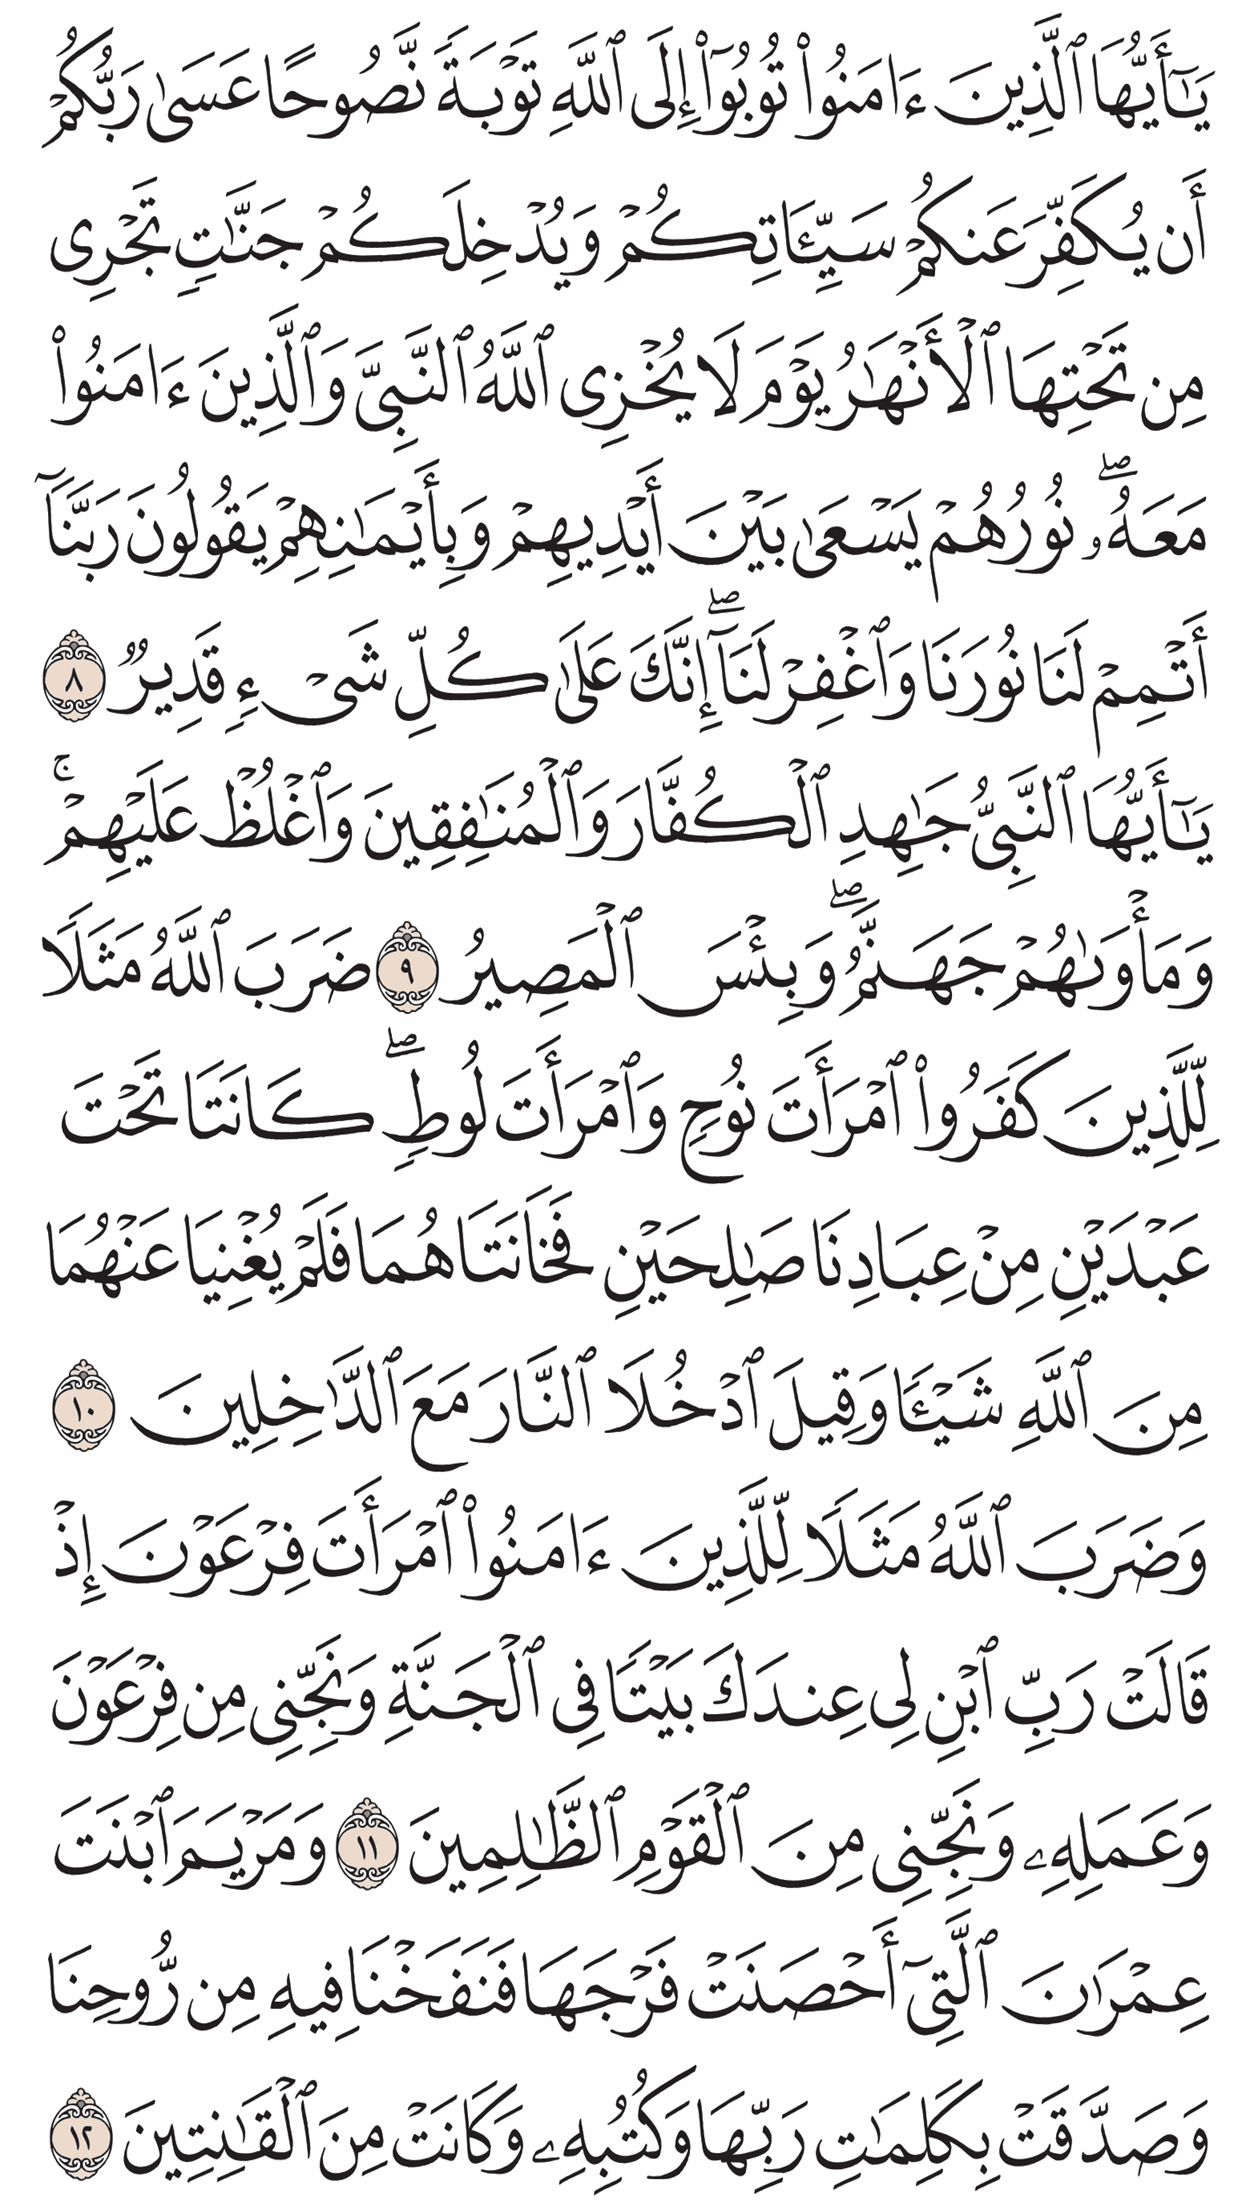 يَـٰٓأَيُّهَا ٱلَّذِينَ ءَامَنُوا۟ تُوبُوٓا۟ إِلَى ٱللَّهِ تَوْبَةً نَّصُوحًا عَسَىٰ رَبُّكُمْ
أَن يُكَفِّرَ عَنكُمْ سَيِّـَٔاتِكُمْ وَيُدْخِلَكُمْ جَنَّـٰتٍ تَجْرِى
مِن تَحْتِهَا ٱلْأَنْهَـٰرُ يَوْمَ لَا يُخْزِى ٱللَّهُ ٱلنَّبِىَّ وَٱلَّذِينَ ءَامَنُوا۟
مَعَهُۥۖ نُورُهُمْ يَسْعَىٰ بَيْنَ أَيْدِيهِمْ وَبِأَيْمَـٰنِهِمْ يَقُولُونَ رَبَّنَآ
أَتْمِمْ لَنَا نُورَنَا وَٱغْفِرْ لَنَآۖ إِنَّكَ عَلَىٰ كُلِّ شَىْءٍ قَدِيرٌ ٨
يَـٰٓأَيُّهَا ٱلنَّبِىُّ جَـٰهِدِ ٱلْكُفَّارَ وَٱلْمُنَـٰفِقِينَ وَٱغْلُظْ عَلَيْهِمْۚ
وَمَأْوَىٰهُمْ جَهَنَّمُۖ وَبِئْسَ ٱلْمَصِيرُ ٩ ضَرَبَ ٱللَّهُ مَثَلًا
لِّلَّذِينَ كَفَرُوا۟ ٱمْرَأَتَ نُوحٍ وَٱمْرَأَتَ لُوطٍۖ كَانَتَا تَحْتَ
عَبْدَيْنِ مِنْ عِبَادِنَا صَـٰلِحَيْنِ فَخَانَتَاهُمَا فَلَمْ يُغْنِيَا عَنْهُمَا
مِنَ ٱللَّهِ شَيْـًٔا وَقِيلَ ٱدْخُلَا ٱلنَّارَ مَعَ ٱلدَّٰخِلِينَ ١٠
وَضَرَبَ ٱللَّهُ مَثَلًا لِّلَّذِينَ ءَامَنُوا۟ ٱمْرَأَتَ فِرْعَوْنَ إِذْ
قَالَتْ رَبِّ ٱبْنِ لِى عِندَكَ بَيْتًا فِى ٱلْجَنَّةِ وَنَجِّنِى مِن فِرْعَوْنَ
وَعَمَلِهِۦ وَنَجِّنِى مِنَ ٱلْقَوْمِ ٱلظَّـٰلِمِينَ ١١ وَمَرْيَمَ ٱبْنَتَ
عِمْرَٰنَ ٱلَّتِىٓ أَحْصَنَتْ فَرْجَهَا فَنَفَخْنَا فِيهِ مِن رُّوحِنَا
وَصَدَّقَتْ بِكَلِمَـٰتِ رَبِّهَا وَكُتُبِهِۦ وَكَانَتْ مِنَ ٱلْقَـٰنِتِينَ ١٢